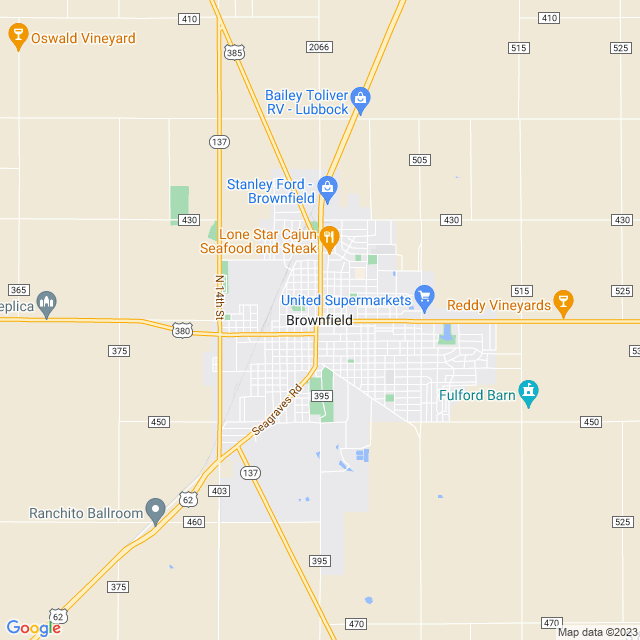 410
410
Oswald Vineyard
385
2066
515
525
Bailey Toliver
RV - Lubbock
137
505
Stanley Ford -
Brownfield
430
430
430
Lone Star Cajun
Seafood and Steak
N 14th St
365
515
525
eplica
United Supermarkets
Reddy Vineyards
Brownfield
380
375
395
Fulford Barn
Seagraves Rd
450
450
137
403
62
Ranchito Ballroom
460
525
395
375
62
470
470
Google
Map data ©2023